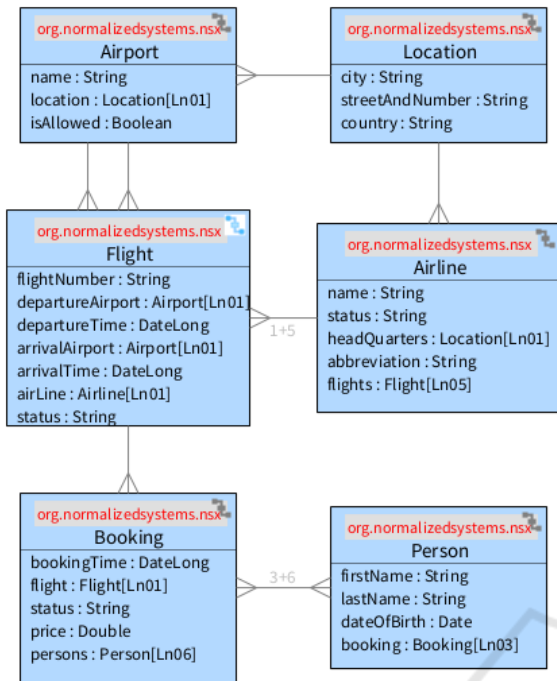 org.normalizedsystems.nsx
Airport
name : String
location : Location[Ln01]
isAllowed : Boolean
org.normalizedsystems.nsx
Location
city : String
streetAndNumber : String
country : String
org.normalizedsystems.nsx
Flight
flightNumber : String
departureAirport : Airport[Ln01]
departureTime : DateLong
arrivalAirport : Airport[Ln01]
arrivalTime : DateLong
airLine : Airline[Ln01]
status : String
1+5
org.normalizedsystems.nsx
Airline
name : String
status : String
headQuarters : Location[Ln01]
abbreviation : String
flights : Flight[Ln05]
org.normalizedsystems.nsx
Booking
bookingTime : DateLong
flight : Flight[Ln01]
status : String
price : Double
persons : Person[Ln06]
3+6
org.normalizedsystems.nsx
Person
firstName : String
lastName : String
dateOfBirth : Date
booking : Booking[Ln03]